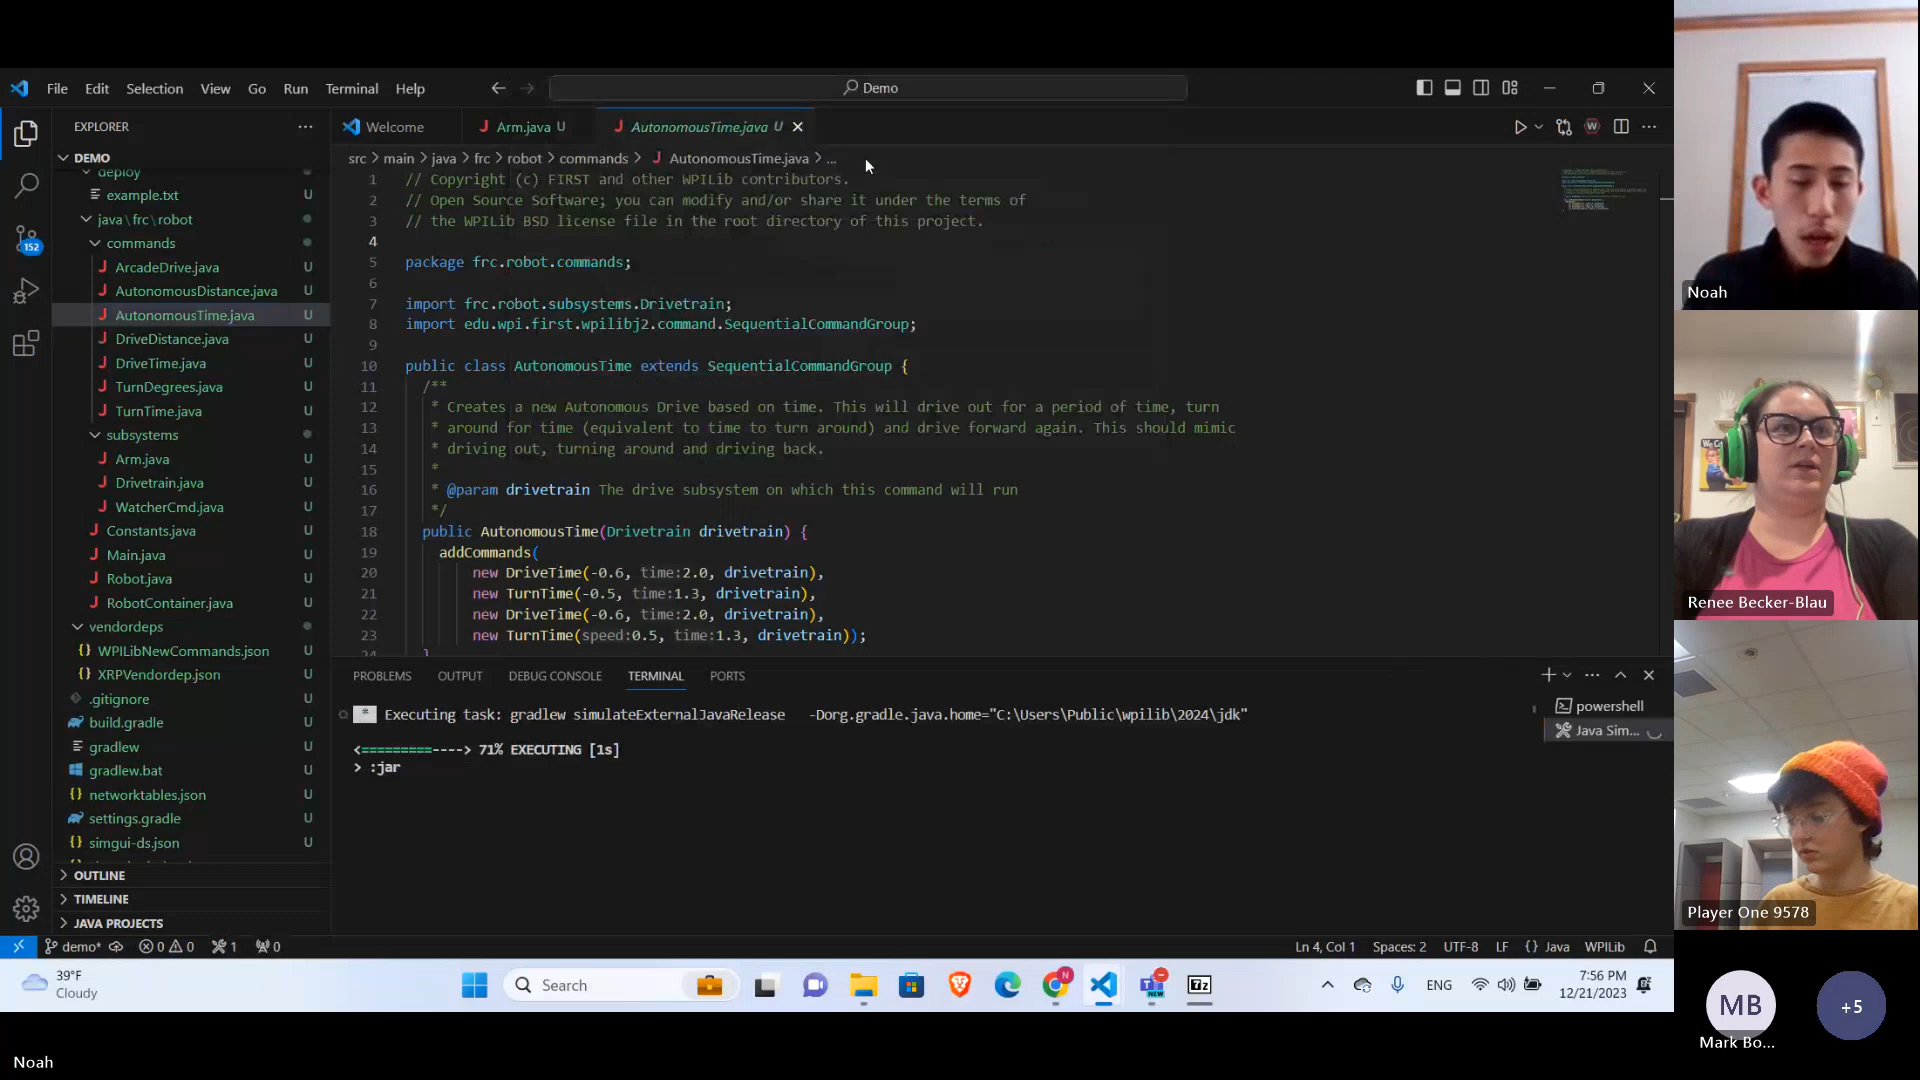 File Edit Selection View Go Run Terminal Help
Demo
EXPLORER
DEMO
deploy
example.txt U
java\frc\robot
commands
ArcadeDrive.java U
AutonomousDistance.java U
AutonomousTime.java U
DriveDistance.java U
DriveTime.java U
TurnDegrees.java U
TurnTime.java U
subsystems
Arm.java U
Drivetrain.java U
WatcherCmd.java U
Constants.java U
Main.java U
Robot.java U
RobotContainer.java U
vendordeps
WPILibNewCommands.json U
XRPVendordep.json U
.gitignore U
build.gradle U
gradlew U
gradlew.bat U
networktables.json U
settings.gradle U
simgui-ds.json U
OUTLINE
TIMELINE
JAVA PROJECTS
152
Welcome Arm.java U AutonomousTime.java U
src > main > java > frc > robot > commands > AutonomousTime.java > ...
1 // Copyright (c) FIRST and other WPILib contributors.
2 // Open Source Software; you can modify and/or share it under the terms of
3 // the WPILib BSD license file in the root directory of this project.
4
5 package frc.robot.commands;
6
7 import frc.robot.subsystems.Drivetrain;
8 import edu.wpi.first.wpilibj2.command.SequentialCommandGroup;
9
10 public class AutonomousTime extends SequentialCommandGroup {
11 /**
12 * Creates a new Autonomous Drive based on time. This will drive out for a period of time, turn
13 * around for time (equivalent to time to turn around) and drive forward again. This should mimic
14 * driving out, turning around and driving back.
15 *
16 * @param drivetrain The drive subsystem on which this command will run
17 */
18 public AutonomousTime(Drivetrain drivetrain) {
19 addCommands(
20 new DriveTime(-0.6, time:2.0, drivetrain),
21 new TurnTime(-0.5, time:1.3, drivetrain),
22 new DriveTime(-0.6, time:2.0, drivetrain),
23 new TurnTime(speed:0.5, time:1.3, drivetrain));
24 }
PROBLEMS OUTPUT DEBUG CONSOLE TERMINAL PORTS
* Executing task: gradlew simulateExternalJavaRelease -Dorg.gradle.java.home="C:\Users\Public\wpilib\2024\jdk"
<=========----> 71% EXECUTING [1s]
> :jar
powershell
Java Sim...
demo* 0 0 1 0
Ln 4, Col 1 Spaces: 2 UTF-8 LF {} Java WPILib
39°F
Cloudy
Search
NEW
ENG
7:56 PM
12/21/2023
Noah
Renee Becker-Blau
Player One 9578
MB
Mark Bo...
+5
Noah